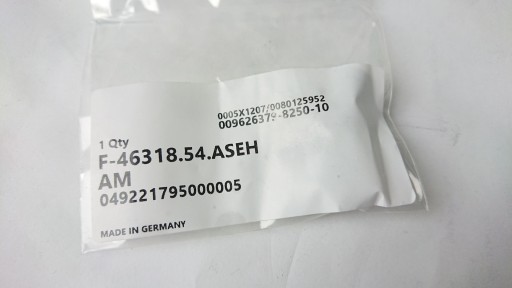 0005X1207/0080125952
009626379-8250-10
1 Qty
F-46318.54.ASEH
AM
049221795000005
MADE IN GERMANY